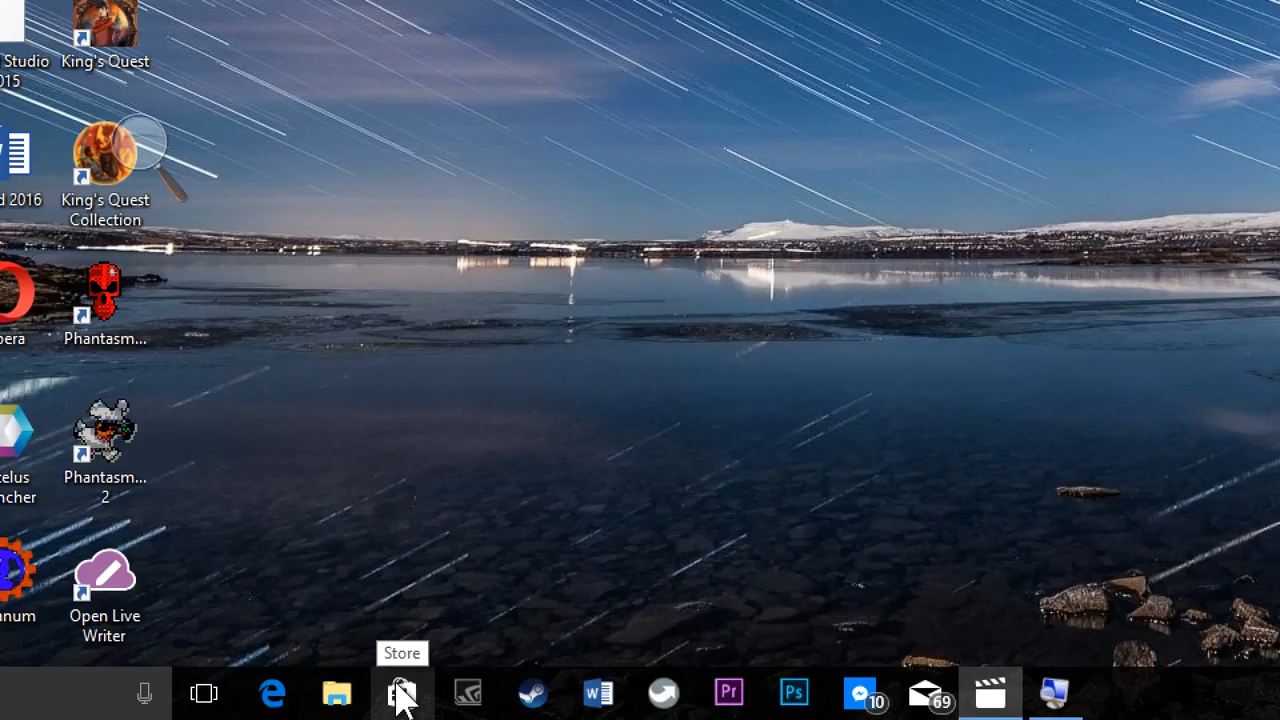 Studio
015
King's Quest
d 2016
King's Quest
Collection
pera
Phantasm...
elus
ncher
Phantasm...
2
num
Open Live
Writer
Store
W
Pr
Ps
10
69